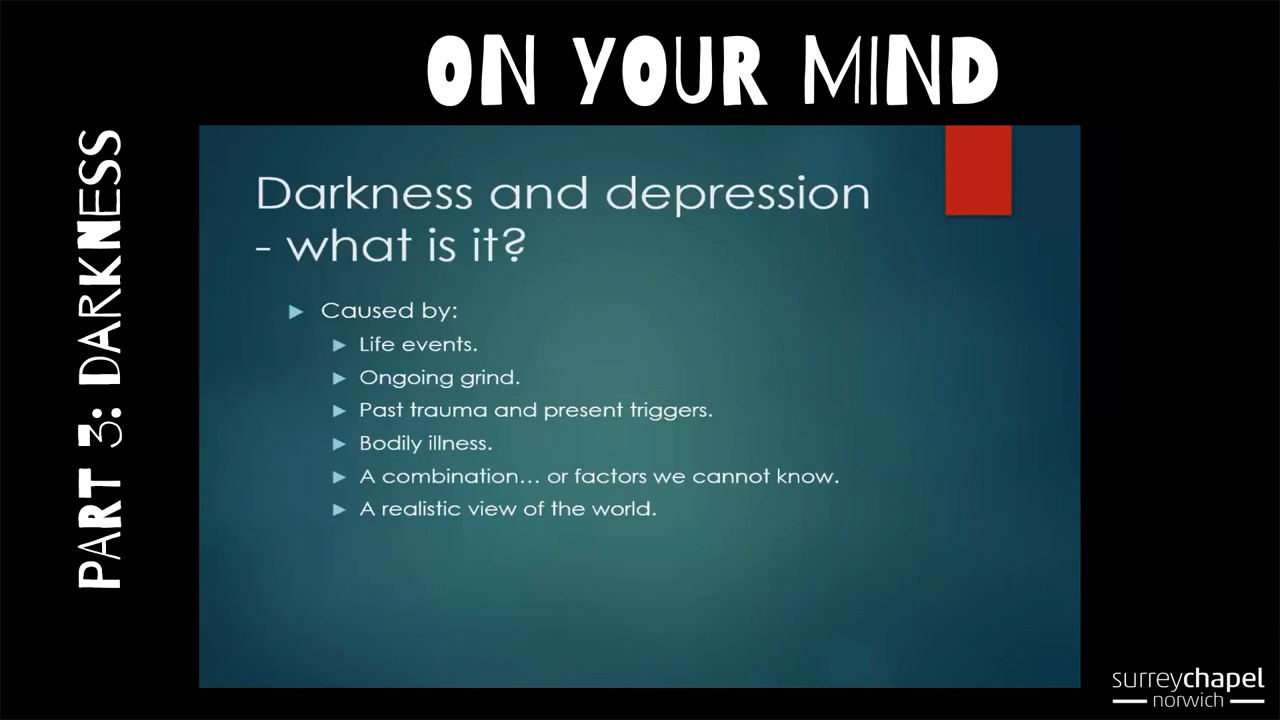 ON YOUR MIND
PART 3: DARKNESS
Darkness and depression
- what is it?
Caused by:
Life events.
Ongoing grind.
Past trauma and present triggers.
Bodily illness.
A combination... or factors we cannot know.
A realistic view of the world.
surreychapel
norwich